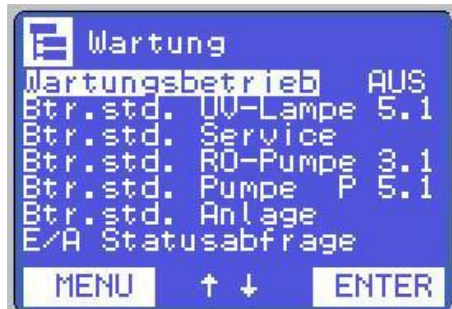 Wartung
Wartungsbetrieb AUS
Btr.std. UV-Lampe 5.1
Btr.std. Service
Btr.std. RO-Pumpe 3.1
Btr.std. Pumpe P 5.1
Btr.std. Anlage
E/A Statusabfrage
MENU ↑ ↓ ENTER